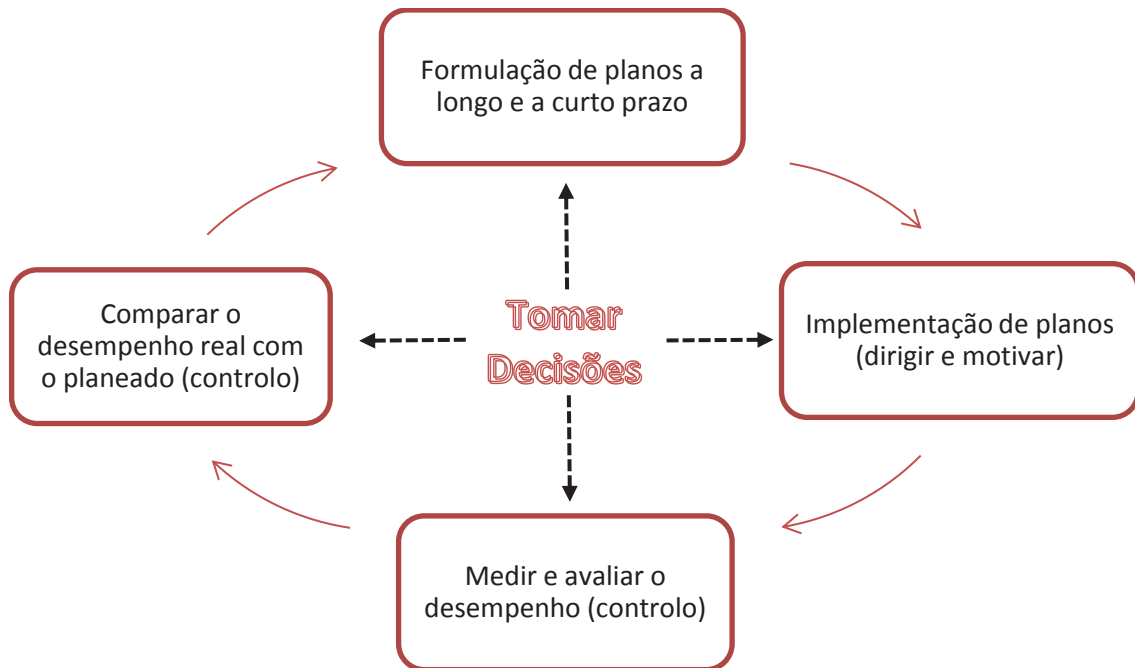 Formulação de planos a
longo e a curto prazo
Comparar o
desempenho real com
o planeado (controlo)
Tomar
Decisões
Implementação de planos
(dirigir e motivar)
Medir e avaliar o
desempenho (controlo)